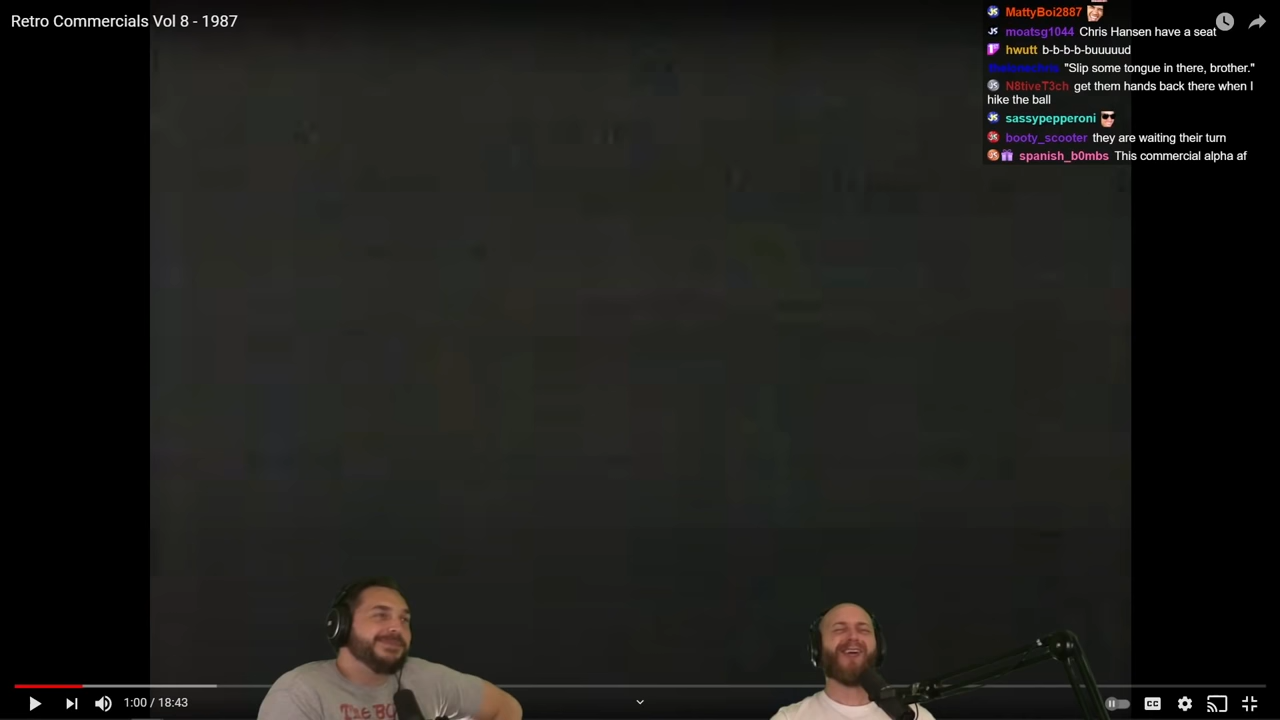 Retro Commercials Vol 8 - 1987
MattyBoi2887
moatsg1044 Chris Hansen have a seat
hwutt b-b-b-b-buuuuud
"Slip some tongue in there, brother."
N8tiveT3ch get them hands back there when I
hike the ball
sassypepperoni
booty_scooter they are waiting their turn
spanish_b0mbs This commercial alpha af
1:00 / 18:43
CC